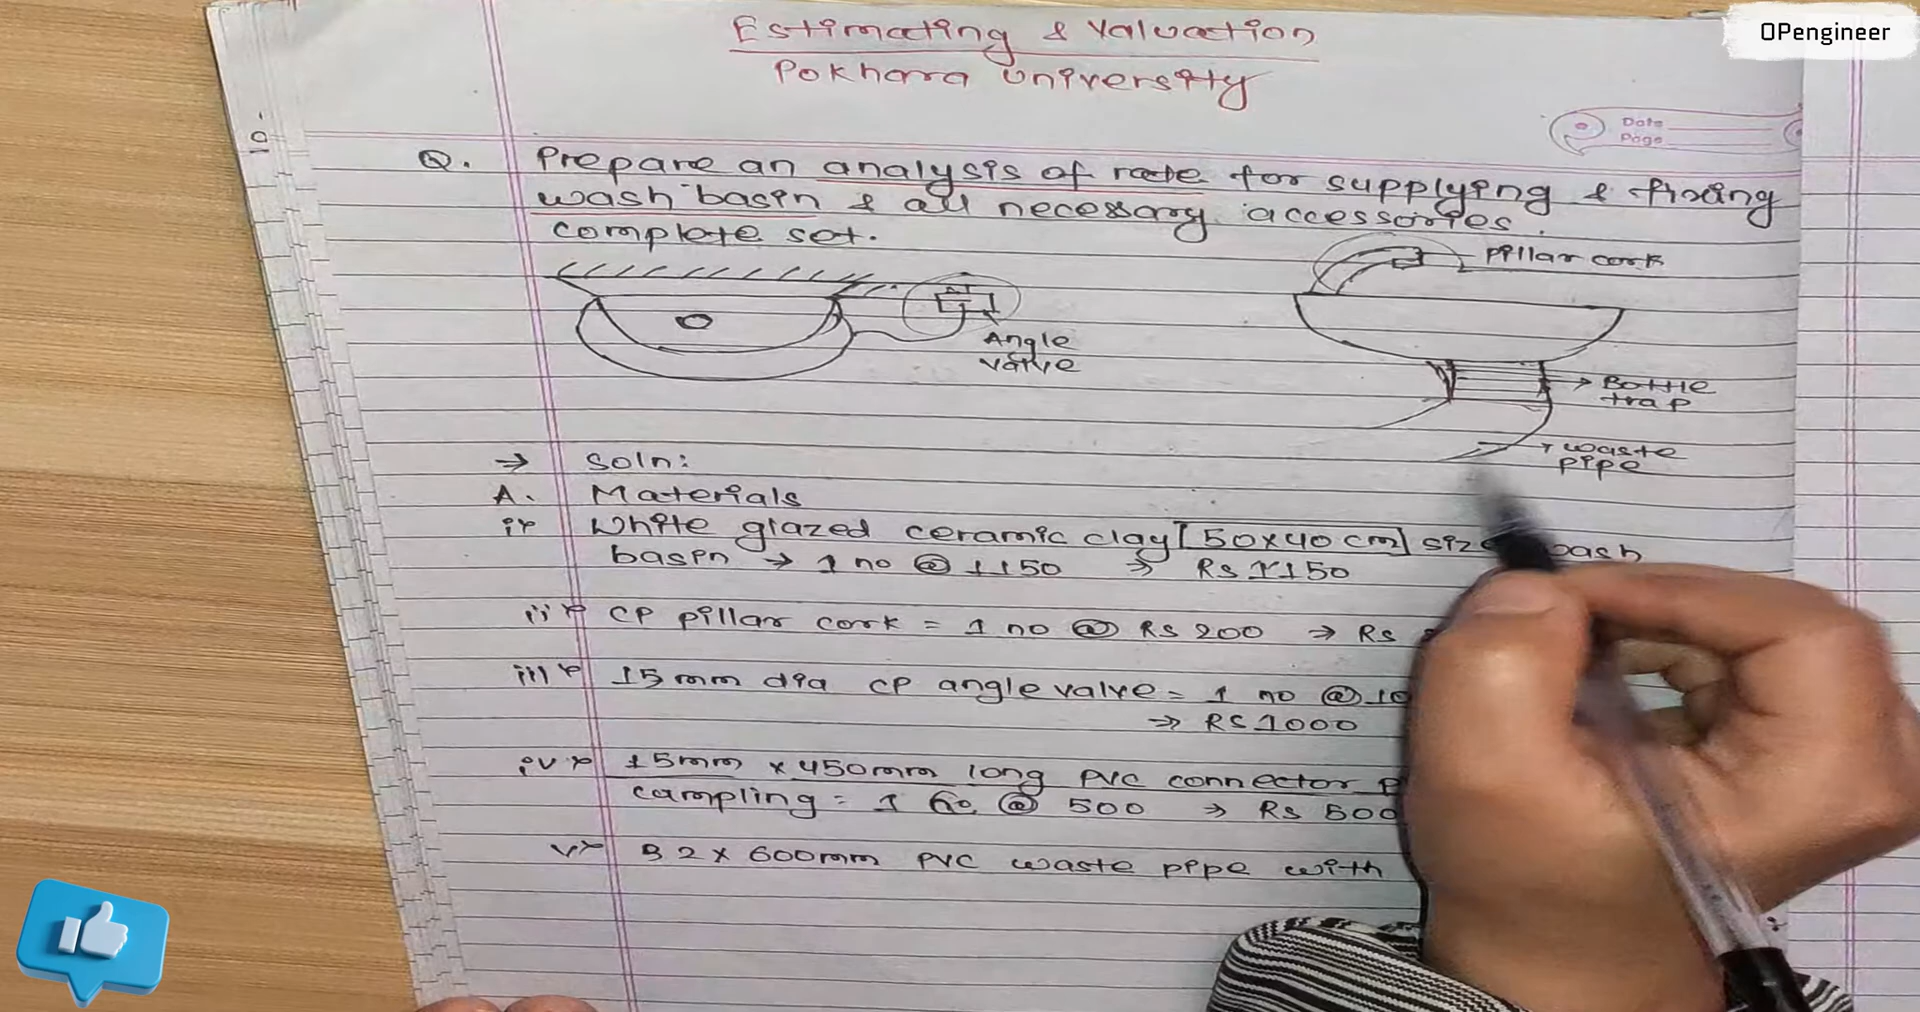 OPengineer
Estimating & Valuation
Pokhara University
Date
Page
Q. Prepare an analysis of rate for supplying & fixing
wash basin & all necessary accessories.
complete set.
Pillar cork
Angle
valve
Bottle
trap
waste
pipe
→ Soln:
A. Materials
i> White glazed ceramic clay [50x40 cm] size wash
basin → 1 no @ 1150 ⇒ Rs 1150
ii> CP pillar cork = 1 no @ Rs 200 ⇒ Rs
iii> 15mm dia CP angle valve = 1 no @ 10
⇒ RS 1000
iv> 15mm x 450mm long PVC connector P
campling = 1 no @ 500 ⇒ Rs 500
v> 32 x 600mm PVC waste pipe with